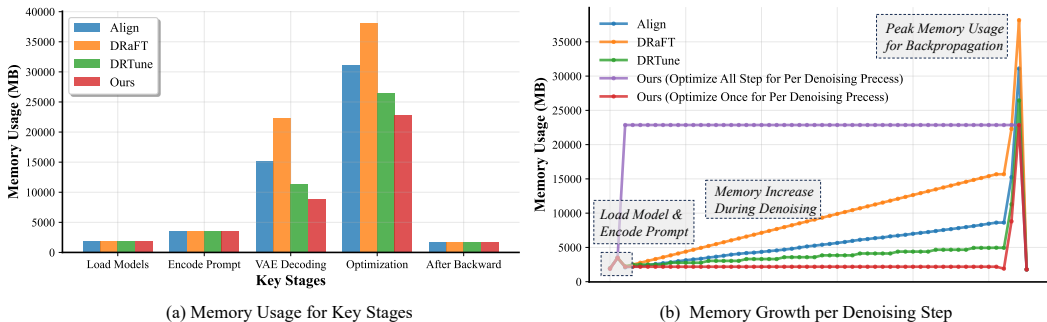 40000
35000
30000
25000
20000
15000
10000
5000
0
Memory Usage (MB)
Align
DRaFT
DRTune
Ours
Load Models
Encode Prompt
VAE Decoding
Optimization
After Backward
Key Stages
(a) Memory Usage for Key Stages
35000
30000
25000
20000
15000
10000
5000
0
Memory Usage (MB)
Align
DRaFT
DRTune
Ours (Optimize All Step for Per Denoising Precess)
Ours (Optimize Once for Per Denoising Precess)
Peak Memory Usage
for Backpropagation
Memory Increase
During Denoising
Load Model &
Encode Prompt
(b) Memory Growth per Denoising Step